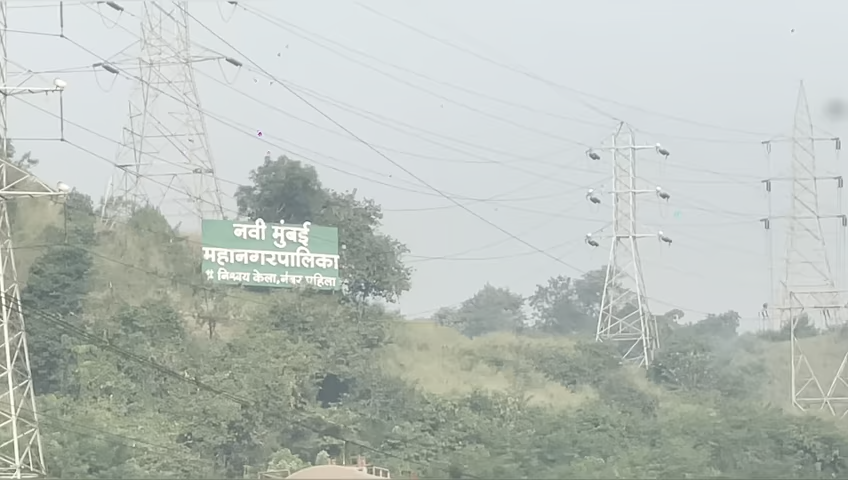 नवी मुंबई
महानगरपालिका
निश्चय केला, नंबर पहिला